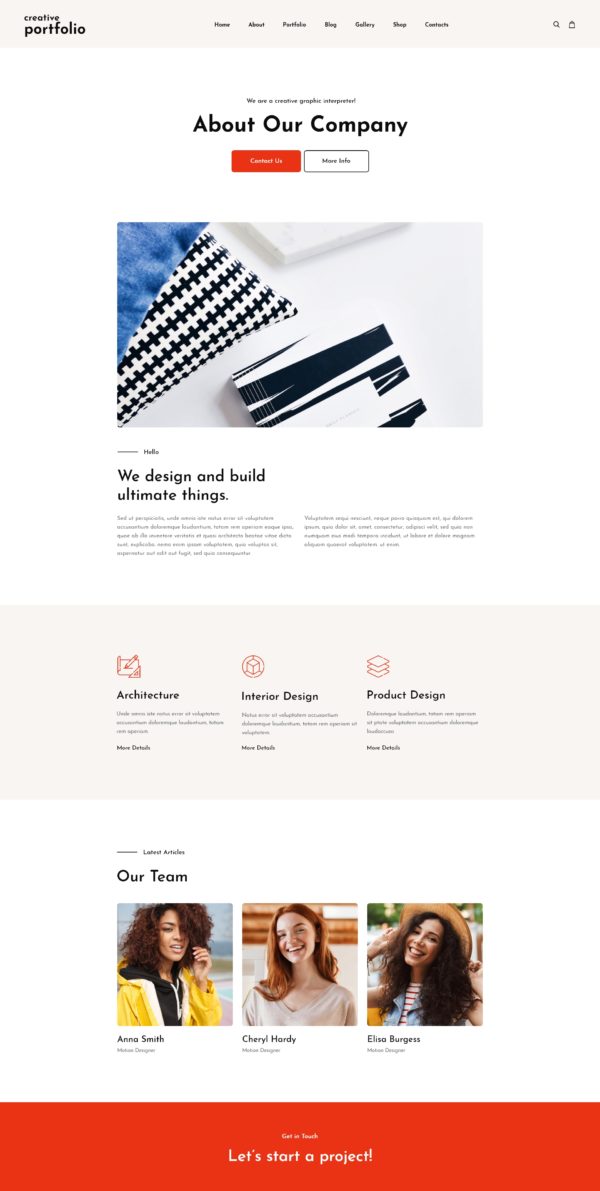 creative
portfolio
Home About Portfolio Blog Gallery Shop Contacts
We are a creative graphic interpreter!
About Our Company
Contact Us More Info
Hello
We design and build
ultimate things.
Sed ut perspiciatis, unde omnis iste natus error sit voluptatem
accusantium doloremque laudantium, totam rem aperiam eaque ipsa,
quae ab illo inventore veritatis et quasi architecto beatae vitae dicta
sunt, explicabo. nemo enim ipsam voluptatem, quia voluptas sit,
aspernatur aut odit aut fugit, sed quia consequuntur
Voluptatem sequi nesciunt, neque porro quisquam est, qui dolorem
ipsum, quia dolor sit, amet, consectetur, adipisci velit, sed quia non
numquam eius modi tempora incidunt, ut labore et dolore magnam
aliquam quaerat voluptatem. ut enim.
Architecture
Unde omnis iste natus error sit voluptatem
accusantium doloremque laudantium, totam
rem aperiam.
More Details
Interior Design
Natus error sit voluptatem accusantium
doloremque laudantium, totam rem aperiam sit
voluptatem.
More Details
Product Design
Doloremque laudantium, totam rem aperiam
sit ptate voluptatem accusantium doloremque
laudaccusa
More Details
Latest Articles
Our Team
Anna Smith
Motion Designer
Cheryl Hardy
Motion Designer
Elisa Burgess
Motion Designer
Get in Touch
Let's start a project!